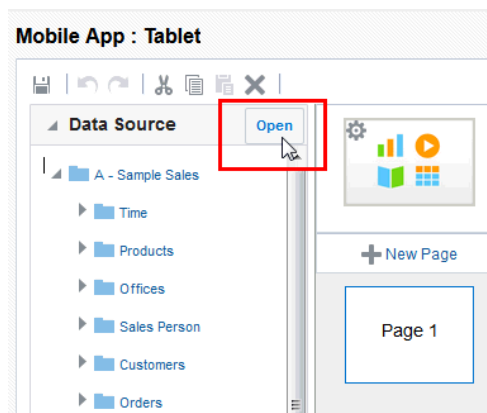 Mobile App : Tablet
Data Source
Open
A - Sample Sales
Time
Products
Offices
Sales Person
Customers
Orders
New Page
Page 1